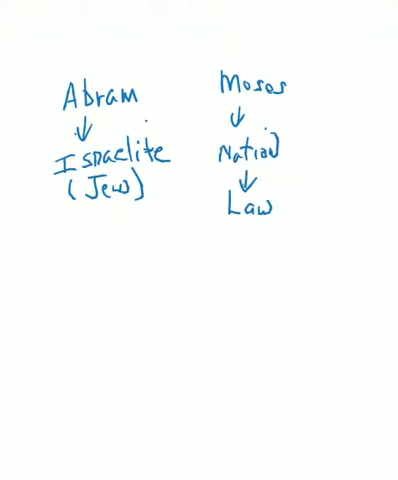 Abram
↓
Israelite
(Jew)
Moses
↓
Nation
↓
Law